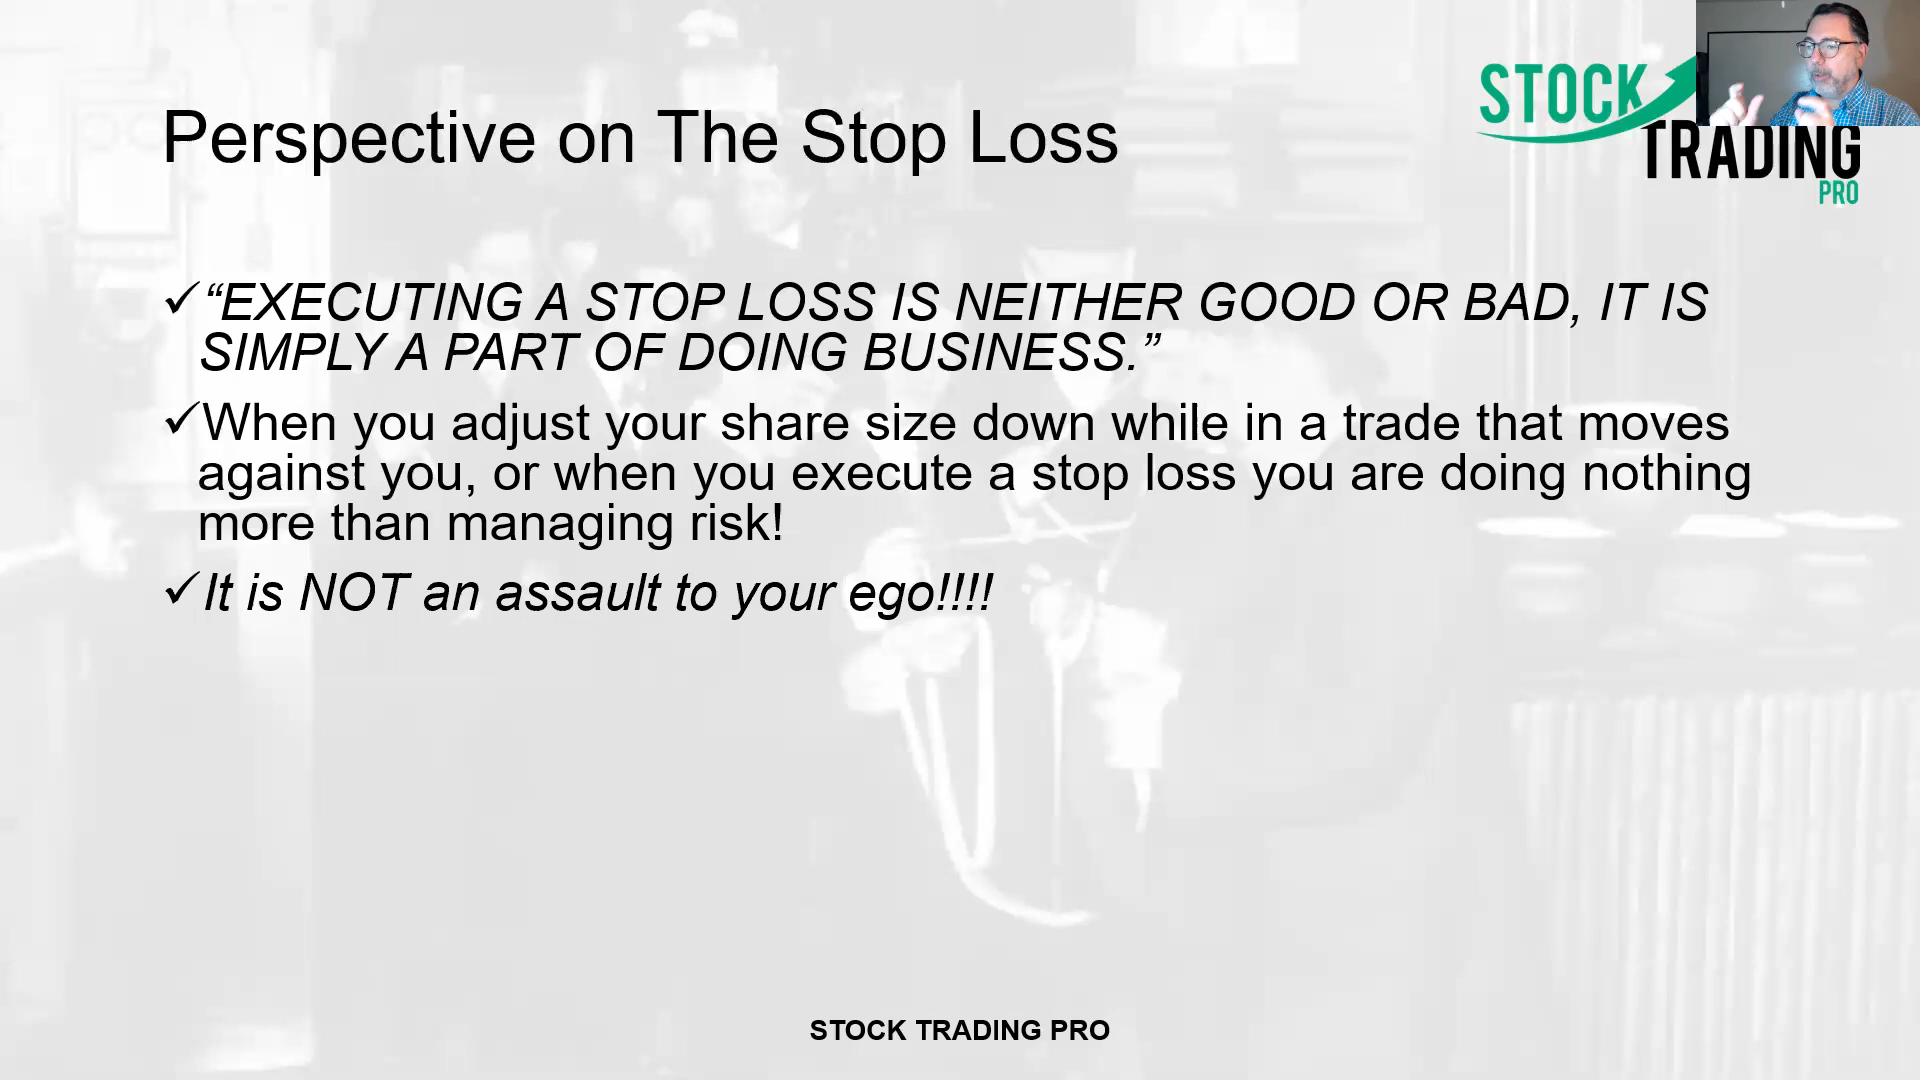 Perspective on The Stop Loss
STOCK
TRADING
PRO
✓“EXECUTING A STOP LOSS IS NEITHER GOOD OR BAD, IT IS
SIMPLY A PART OF DOING BUSINESS.”
✓When you adjust your share size down while in a trade that moves
against you, or when you execute a stop loss you are doing nothing
more than managing risk!
✓It is NOT an assault to your ego!!!!
STOCK TRADING PRO